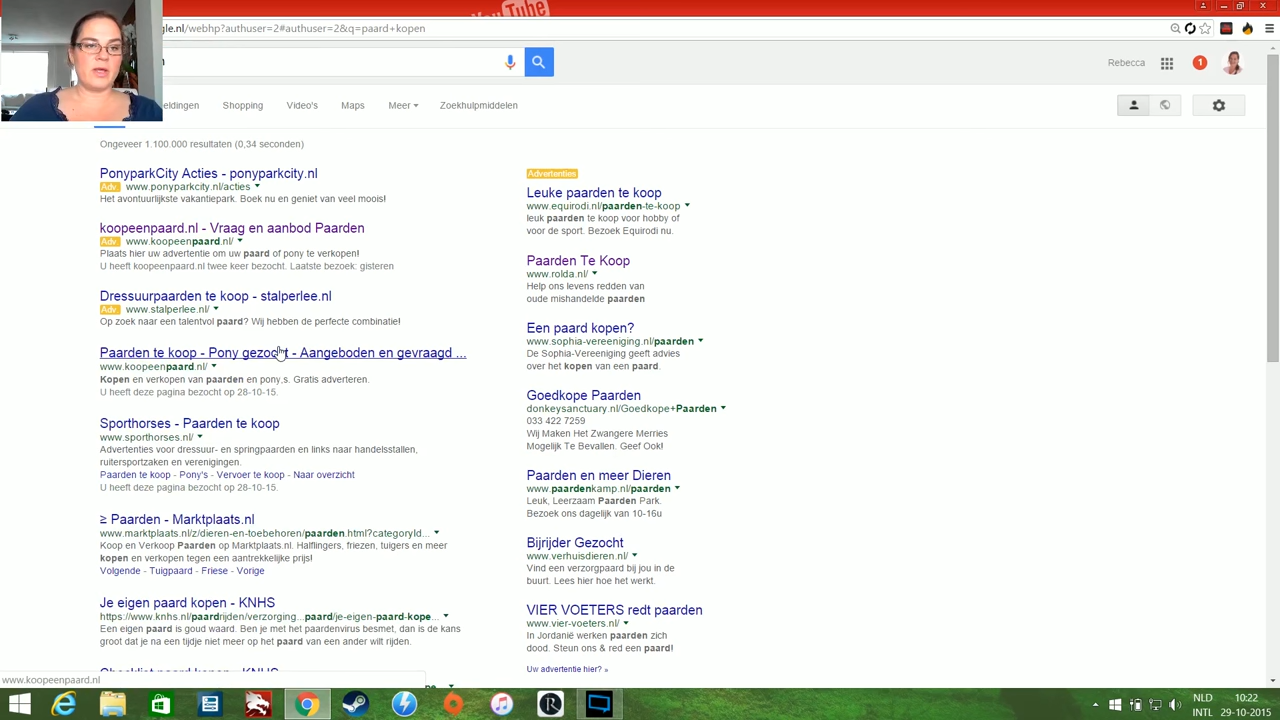 YouTube
gle.nl/webhp?authuser=2#authuser=2&q=paard+kopen
n
Rebecca
1
eldingen Shopping Video's Maps Meer Zoekhulpmiddelen
Ongeveer 1.100.000 resultaten (0,34 seconden)
PonyparkCity Acties - ponyparkcity.nl
Adv. www.ponyparkcity.nl/acties
Het avontuurlijkste vakantiepark. Boek nu en geniet van veel moois!
koopeenpaard.nl - Vraag en aanbod Paarden
Adv. www.koopeenpaard.nl/
Plaats hier uw advertentie om uw paard of pony te verkopen!
U heeft koopeenpaard.nl twee keer bezocht. Laatste bezoek: gisteren
Dressuurpaarden te koop - stalperlee.nl
Adv. www.stalperlee.nl/
Op zoek naar een talentvol paard? Wij hebben de perfecte combinatie!
Paarden te koop - Pony gezocht - Aangeboden en gevraagd ...
www.koopeenpaard.nl/
Kopen en verkopen van paarden en pony,s. Gratis adverteren.
U heeft deze pagina bezocht op 28-10-15.
Sporthorses - Paarden te koop
www.sporthorses.nl/
Advertenties voor dressuur- en springpaarden en links naar handelsstallen,
ruitersportzaken en verenigingen.
Paarden te koop - Pony's - Vervoer te koop - Naar overzicht
U heeft deze pagina bezocht op 28-10-15.
≥ Paarden - Marktplaats.nl
www.marktplaats.nl/z/dieren-en-toebehoren/paarden.html?categoryId...
Koop en Verkoop Paarden op Marktplaats.nl. Halflingers, friezen, tuigers en meer
kopen en verkopen tegen een aantrekkelijke prijs!
Volgende - Tuigpaard - Friese - Vorige
Je eigen paard kopen - KNHS
https://www.knhs.nl/paardrijden/verzorging...paard/je-eigen-paard-kope...
Een eigen paard is goud waard. Ben je met het paardenvirus besmet, dan is de kans
groot dat je na een tijdje niet meer op het paard van een ander wilt rijden.
Checklist paard kopen - KNHS
Advertenties
Leuke paarden te koop
www.equirodi.nl/paarden-te-koop
leuk paarden te koop voor hobby of
voor de sport. Bezoek Equirodi nu.
Paarden Te Koop
www.rolda.nl/
Help ons levens redden van
oude mishandelde paarden
Een paard kopen?
www.sophia-vereeniging.nl/paarden
De Sophia-Vereeniging geeft advies
over het kopen van een paard.
Goedkope Paarden
donkeysanctuary.nl/Goedkope+Paarden
033 422 7259
Wij Maken Het Zwangere Merries
Mogelijk Te Bevallen. Geef Ook!
Paarden en meer Dieren
www.paardenkamp.nl/paarden
Leuk, Leerzaam Paarden Park.
Bezoek ons dagelijk van 10-16u
Bijrijder Gezocht
www.verhuisdieren.nl/
Vind een verzorgpaard bij jou in de
buurt. Lees hier hoe het werkt.
VIER VOETERS redt paarden
www.vier-voeters.nl/
In Jordanië werken paarden zich
dood. Steun ons & red een paard!
Uw advertentie hier? »
www.koopeenpaard.nl
NLD
INTL
10:22
29-10-2015